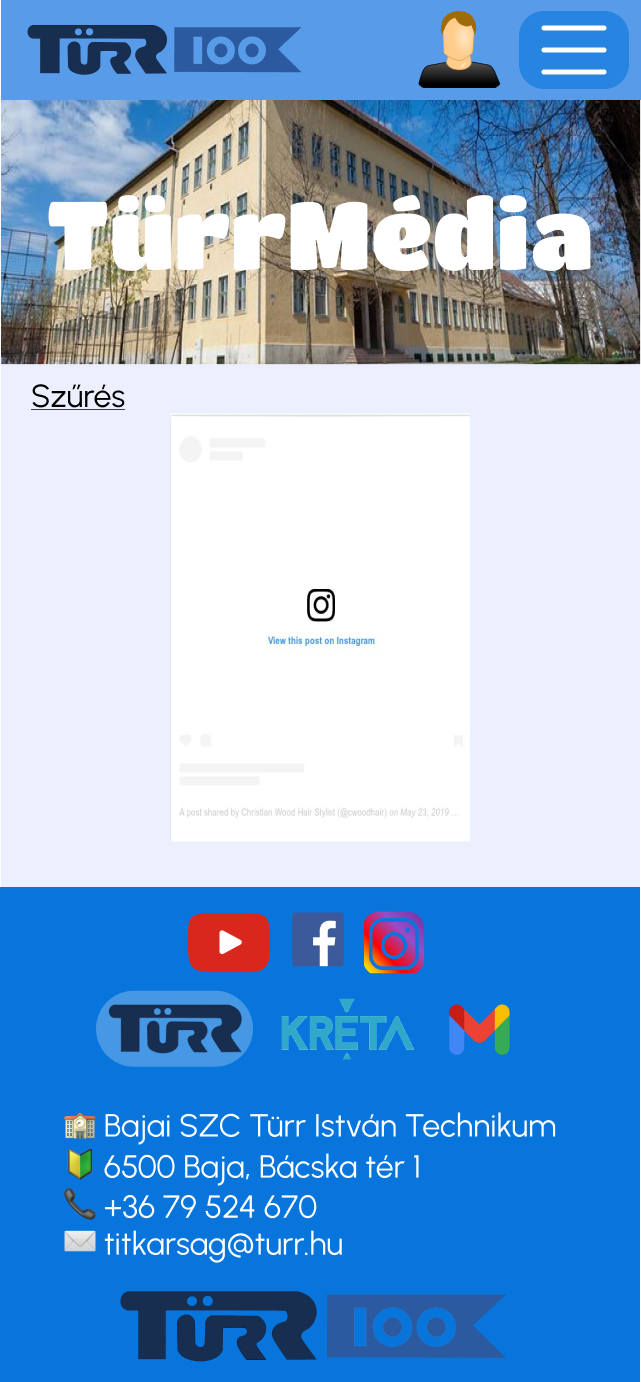 TÜRR 100
TürrMédia
Szűrés
View this post on Instagram
A post shared by Christian Wood Hair Stylist (@cwoodhair) on May 23, 2019 ...
TÜRR KRÉTA
Bajai SZC Türr István Technikum
6500 Baja, Bácska tér 1
+36 79 524 670
titkarsag@turr.hu
TÜRR 100